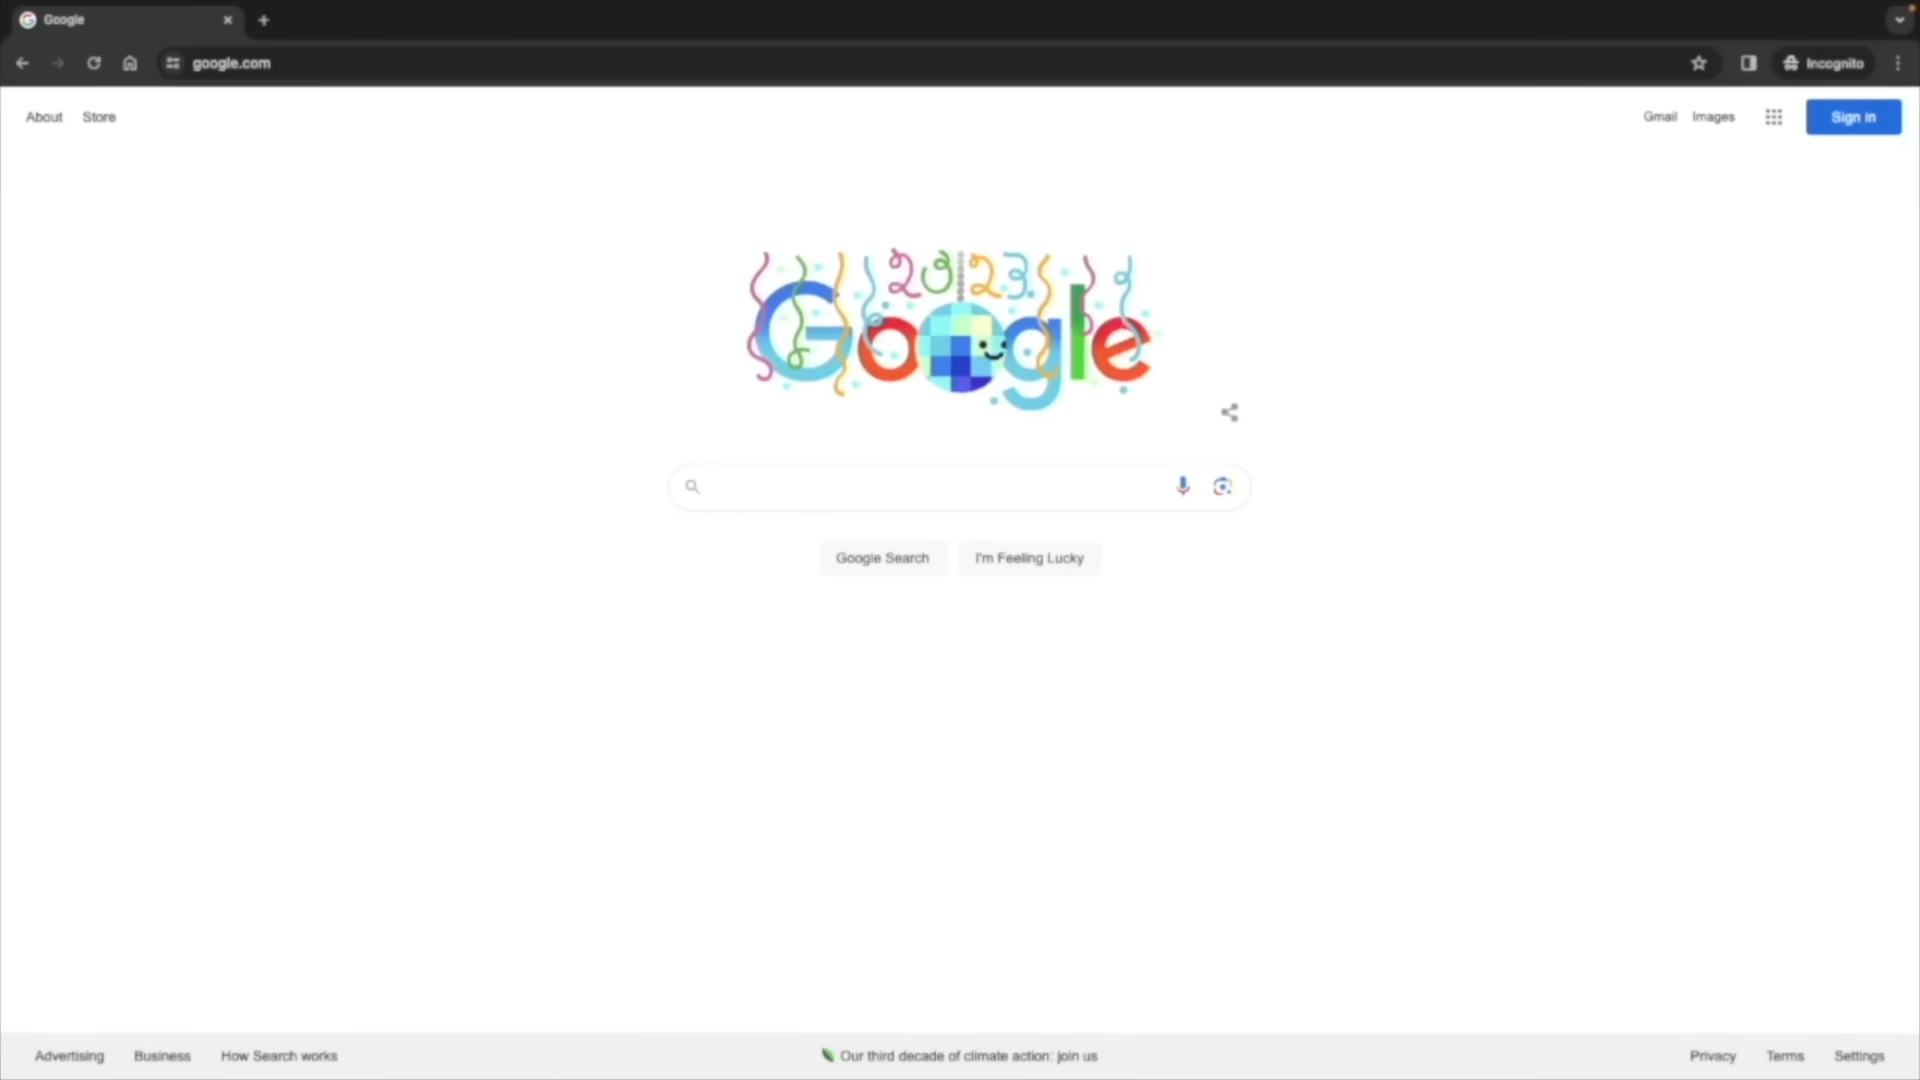 Google
google.com
Incognito
About Store
Gmail Images
Sign in
2023
Google
Google Search I'm Feeling Lucky
Advertising Business How Search works
Our third decade of climate action: join us
Privacy Terms Settings